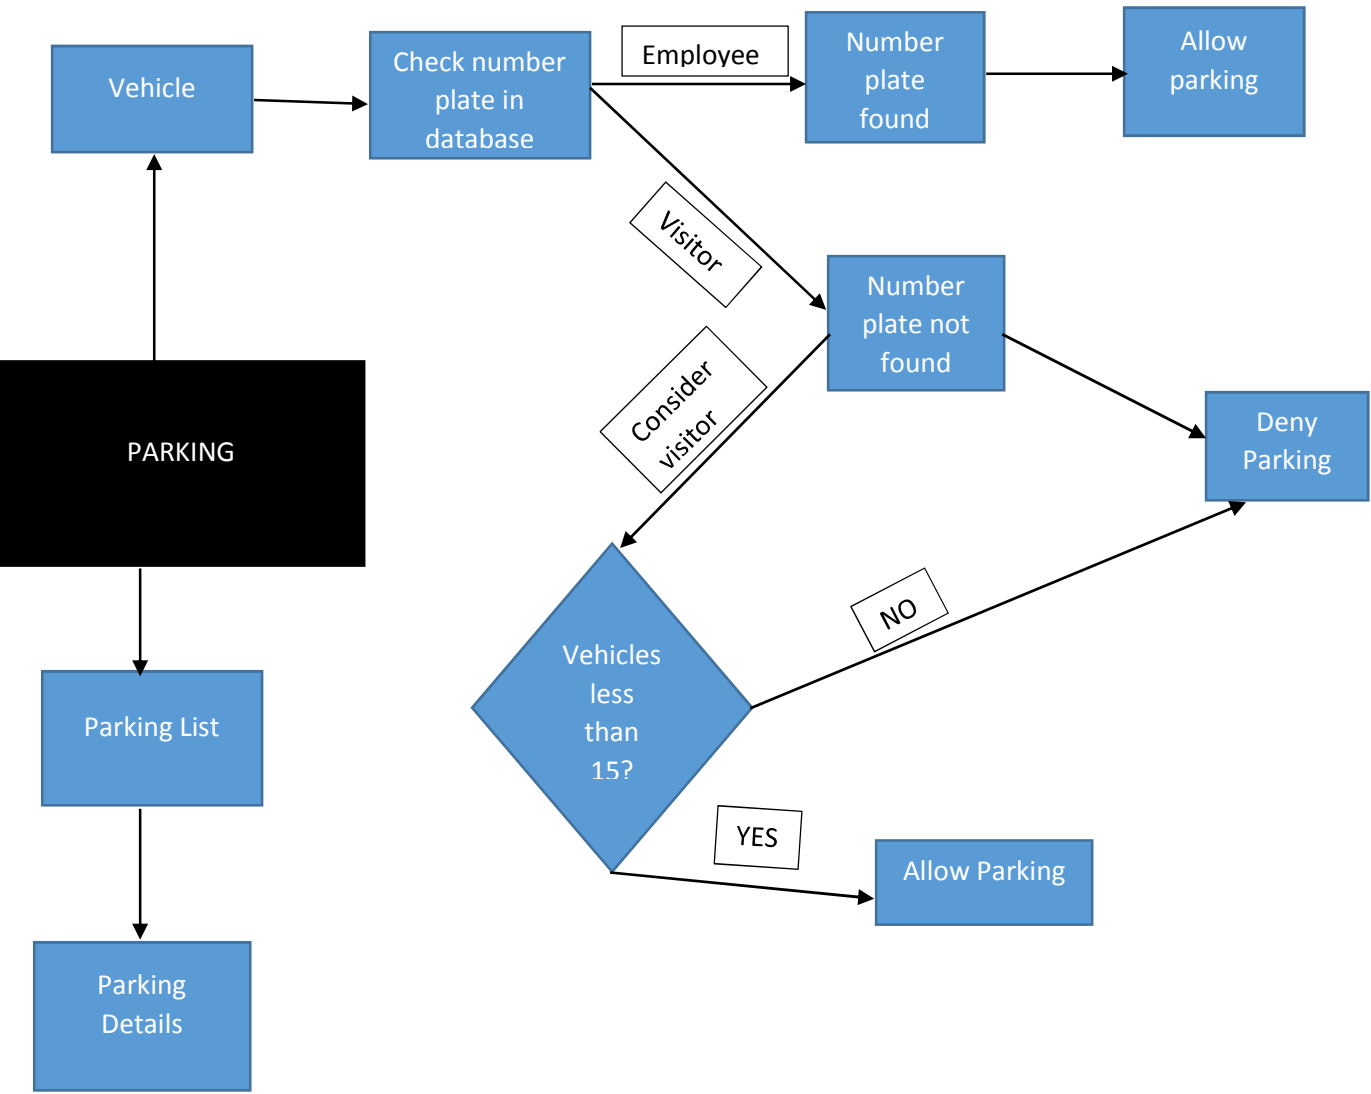 Vehicle
Check number
plate in
database
Employee
Number
plate
found
Allow
parking
Visitor
Number
plate not
found
Consider
visitor
PARKING
Deny
Parking
NO
Vehicles
less
than
15?
Parking List
YES
Allow Parking
Parking
Details